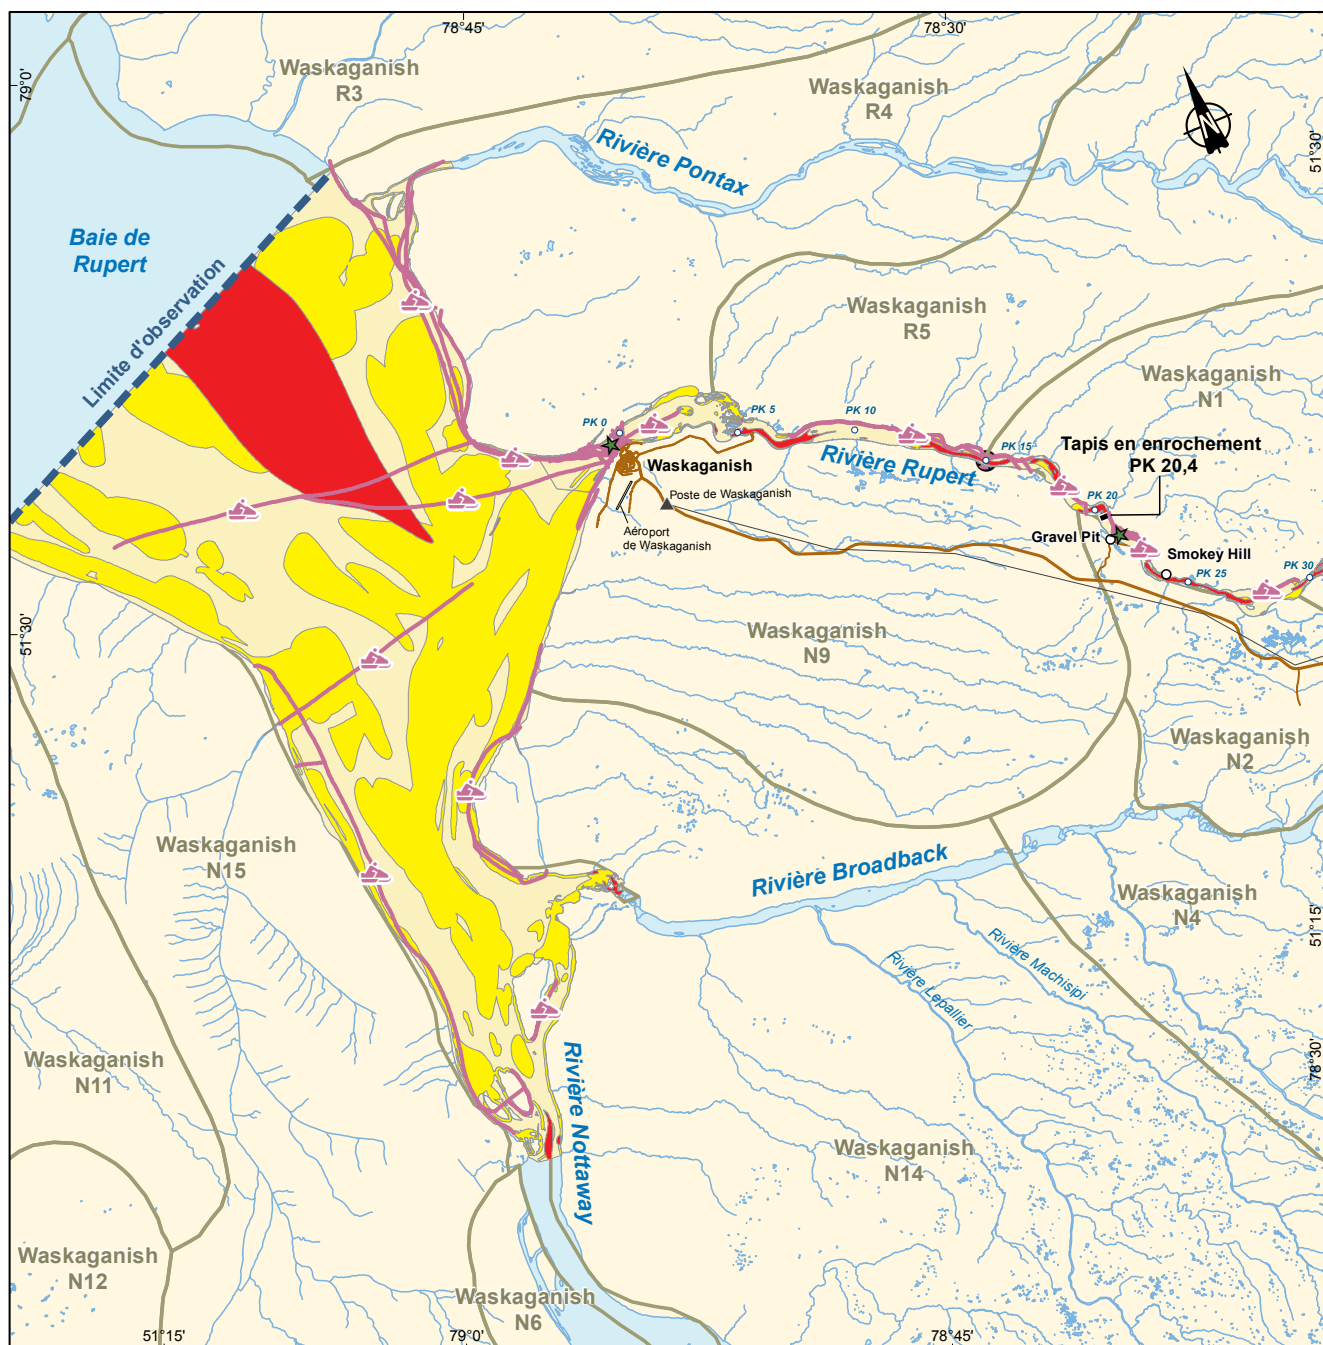 78°45'
78°30'
Waskaganish
R3
Waskaganish
R4
79°0'
51°30'
Rivière Pontax
Baie de
Rupert
Limite d'observation
Waskaganish
R5
Waskaganish
N1
PK 0
PK 5
PK 10
PK 15
Tapis en enrochement
PK 20,4
Rivière Rupert
Waskaganish
Poste de Waskaganish
PK 20
Aéroport
de Waskaganish
Gravel Pit
Smokey Hill
PK 25
PK 30
51°30'
Waskaganish
N9
Waskaganish
N2
Waskaganish
N15
Rivière Broadback
Waskaganish
N4
51°15'
Rivière Machisipi
Rivière Lepallier
Waskaganish
N11
Rivière Nottaway
78°30'
Waskaganish
N14
Waskaganish
N12
Waskaganish
N6
51°15'
79°0'
78°45'